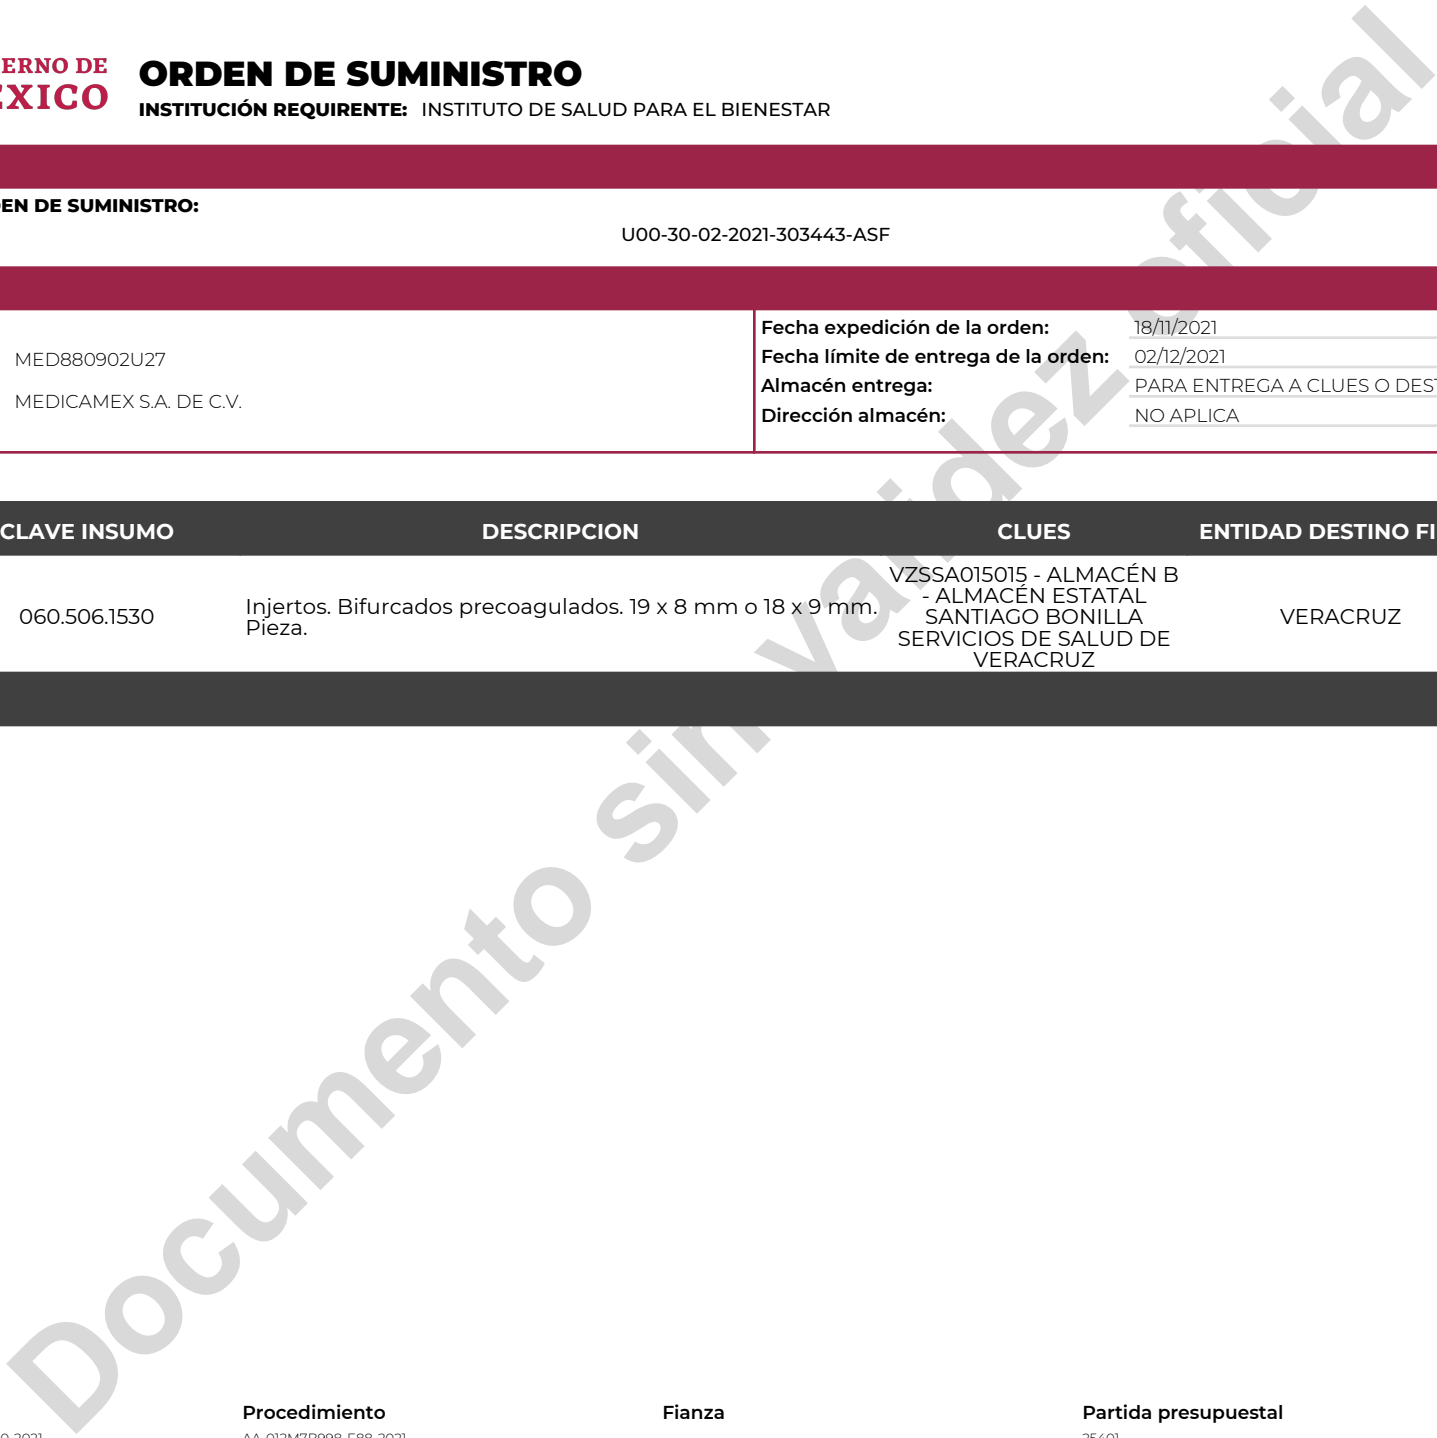 ERNO DE
ORDEN DE SUMINISTRO
EXICO
INSTITUCIÓN REQUIRENTE: INSTITUTO DE SALUD PARA EL BIENESTAR
EN DE SUMINISTRO:
U00-30-02-2021-303443-ASF
MED880902U27
MEDICAMEX S.A. DE C.V.
Fecha expedición de la orden: 18/11/2021
Fecha límite de entrega de la orden: 02/12/2021
Almacén entrega: PARA ENTREGA A CLUES O DEST
Dirección almacén: NO APLICA
CLAVE INSUMO DESCRIPCION CLUES ENTIDAD DESTINO FI
060.506.1530
Injertos. Bifurcados precoagulados. 19 x 8 mm o 18 x 9 mm.
Pieza.
VZSSA015015 - ALMACÉN B
- ALMACÉN ESTATAL
SANTIAGO BONILLA
SERVICIOS DE SALUD DE
VERACRUZ
VERACRUZ
Documento sin validez oficial
Procedimiento Fianza Partida presupuestal